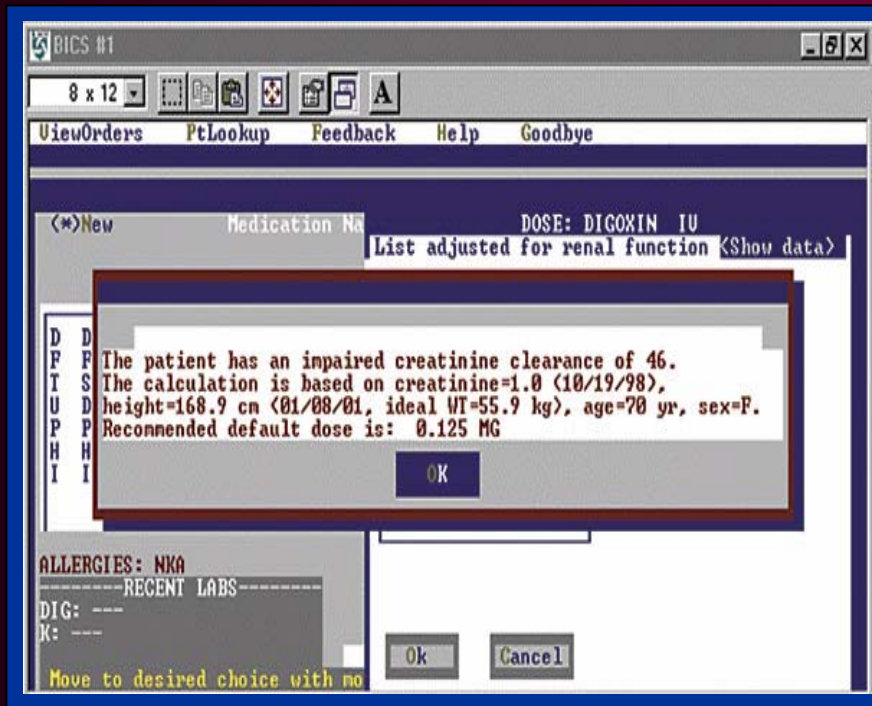 BICS #1
8 x 12
A
ViewOrders PtLookup Feedback Help Goodbye
<*>New Medication Na
DOSE: DIGOXIN IV
List adjusted for renal function <Show data>
D D
F F
T S
U D
P P
H H
I I
The patient has an impaired creatinine clearance of 46.
The calculation is based on creatinine=1.0 (10/19/98),
height=168.9 cm (01/08/01, ideal WT=55.9 kg), age=70 yr, sex=F.
Recommended default dose is: 0.125 MG
OK
ALLERGIES: NKA
--------RECENT LABS--------
DIG: ---
K: ---
Move to desired choice with mo
Ok Cancel